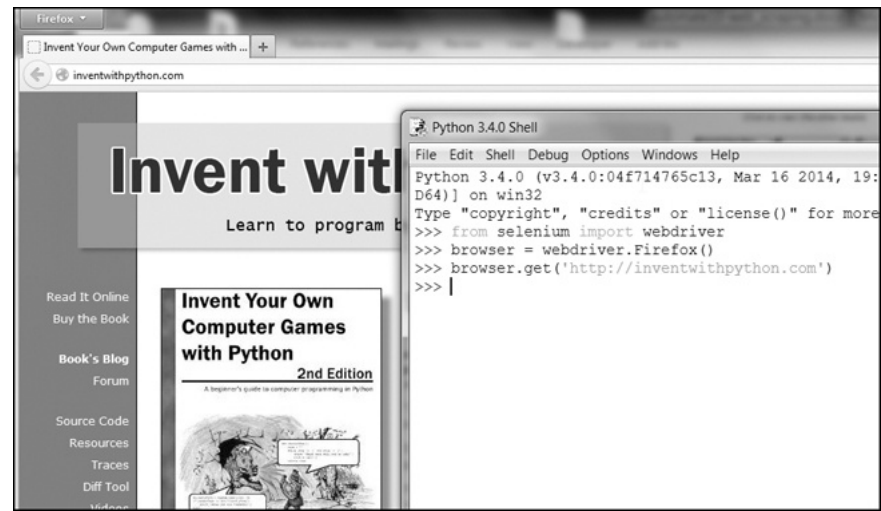 Firefox
Invent Your Own Computer Games with ...
+
inventwithpython.com
Invent wit
Learn to program b
Read It Online
Buy the Book
Book's Blog
Forum
Source Code
Resources
Traces
Diff Tool
Videos
Invent Your Own
Computer Games
with Python
2nd Edition
A beginner's guide to computer programming in Python
Python 3.4.0 Shell
File Edit Shell Debug Options Windows Help
Python 3.4.0 (v3.4.0:04f714765c13, Mar 16 2014, 19:
D64)] on win32
Type "copyright", "credits" or "license()" for more
>>> from selenium import webdriver
>>> browser = webdriver.Firefox()
>>> browser.get('http://inventwithpython.com')
>>>